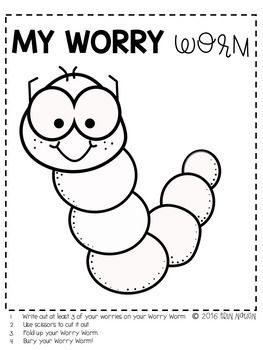 MY WORRY WORM
1. Write out at least 3 of your worries on your Worry Worm © 2016 ERIN
2. Use scissors to cut it out
3. Fold up your Worry Worm
4. Bury your Worry Worm!